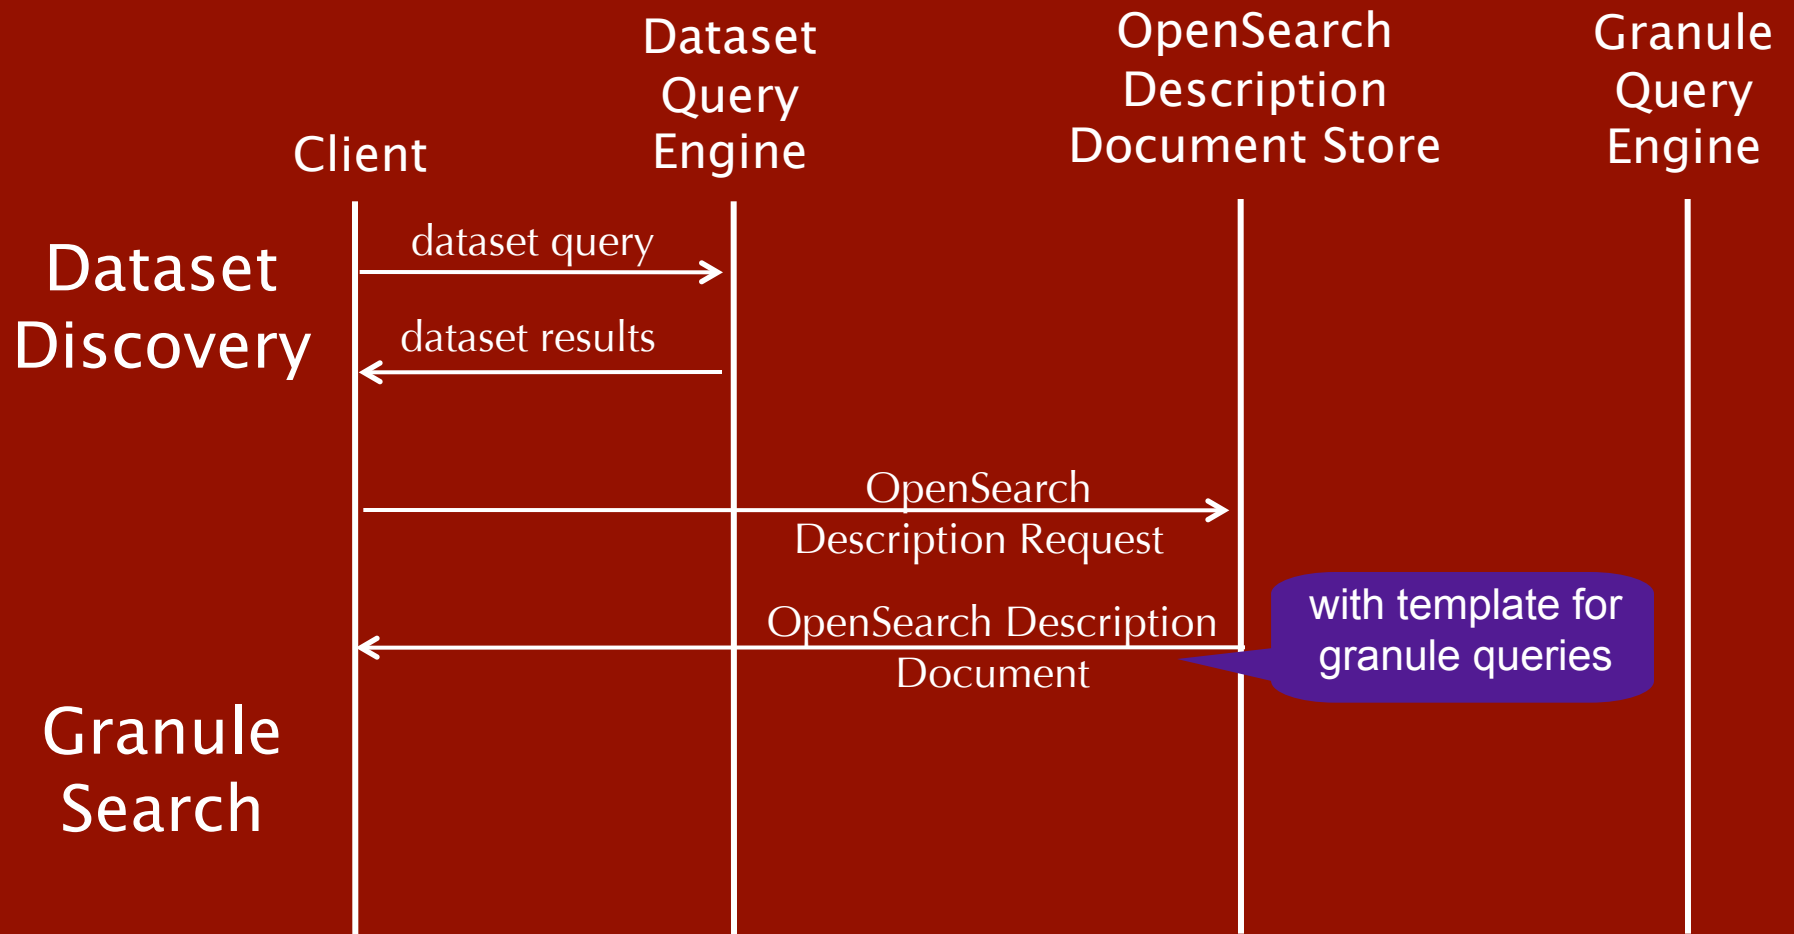 Client
Dataset
Query
Engine
OpenSearch
Description
Document Store
Granule
Query
Engine
Dataset
Discovery
dataset query
dataset results
OpenSearch
Description Request
OpenSearch Description
Document
with template for
granule queries
Granule
Search